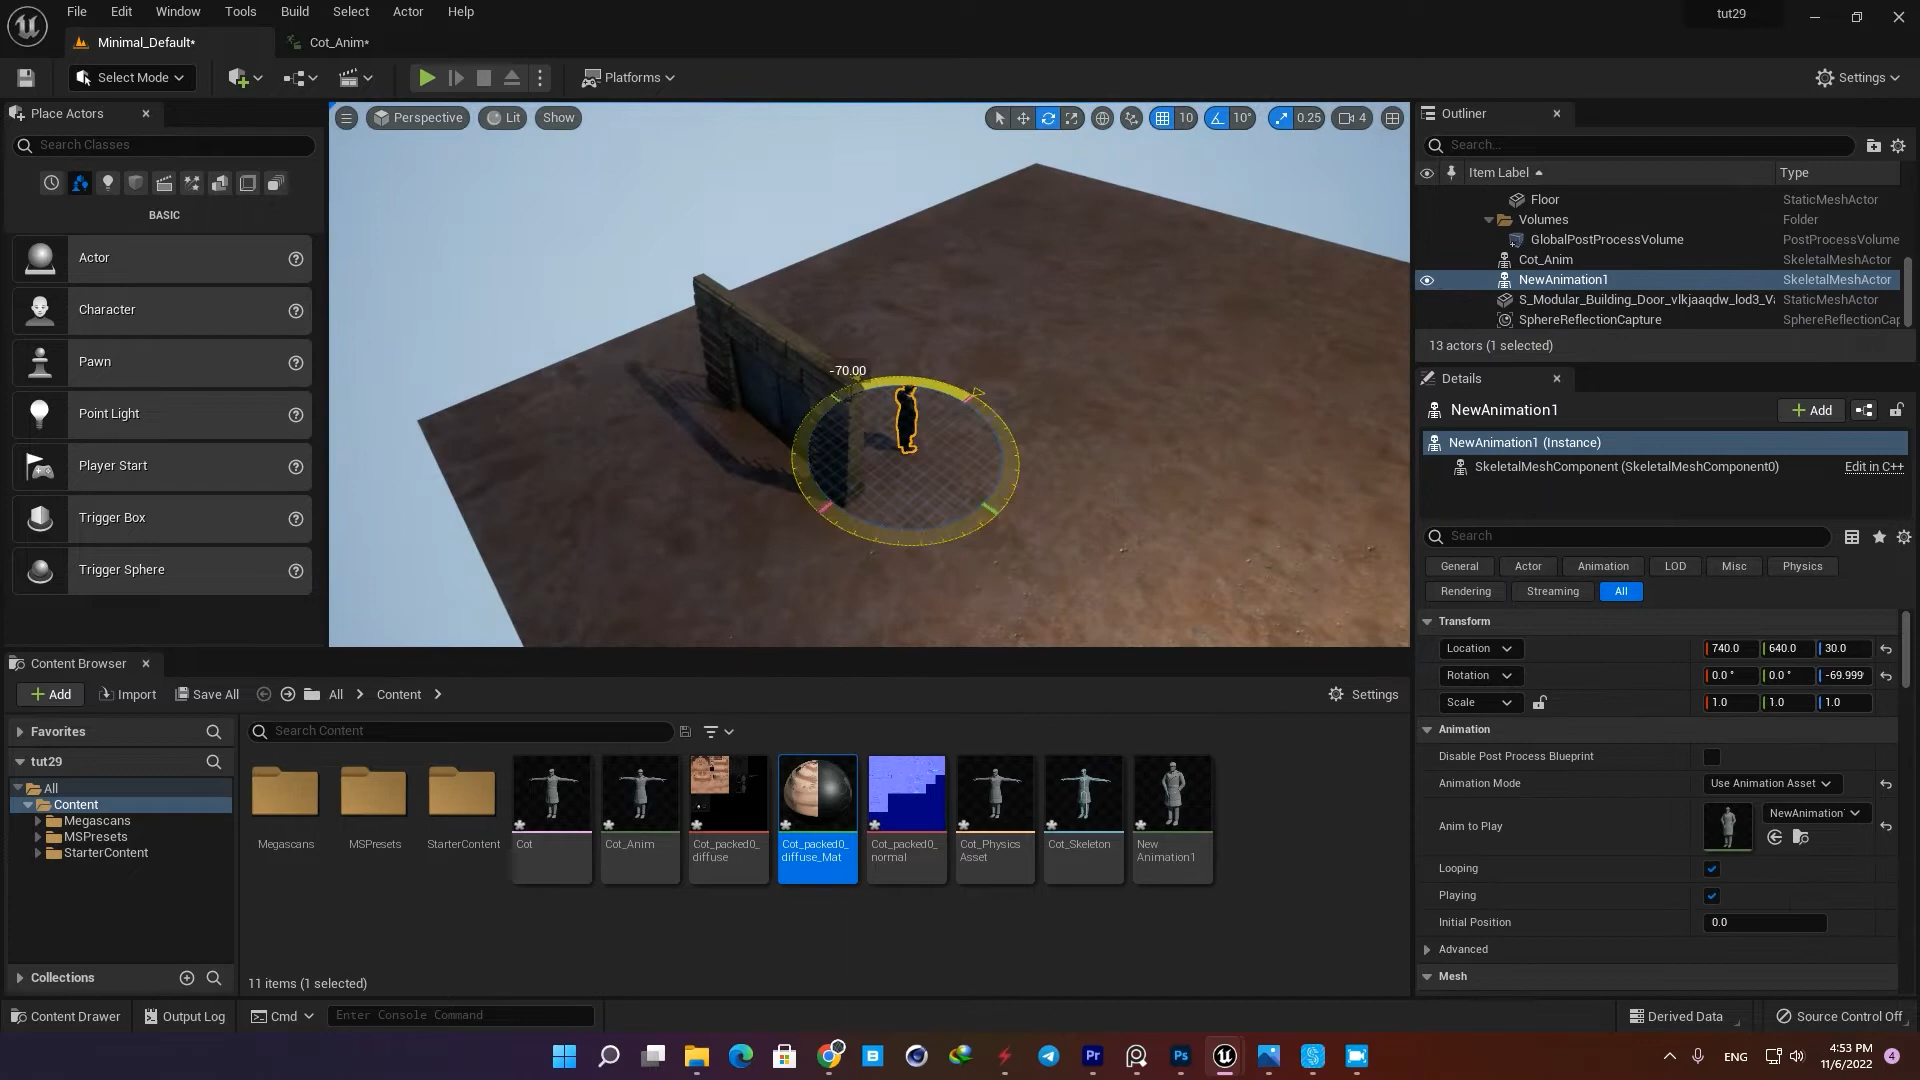 File Edit Window Tools Build Select Actor Help
tut29
Minimal_Default*
Cot_Anim*
Select Mode
Platforms
Settings
Place Actors
Search Classes
BASIC
Actor
Character
Pawn
Point Light
Player Start
Trigger Box
Trigger Sphere
Perspective
Lit
Show
10
10°
0.25
4
-70.00
Outliner
Search...
Item Label
Type
Floor StaticMeshActor
Volumes Folder
GlobalPostProcessVolume PostProcessVolume
Cot_Anim SkeletalMeshActor
NewAnimation1 SkeletalMeshActor
S_Modular_Building_Door_vlkjaaqdw_lod3_Va StaticMeshActor
SphereReflectionCapture SphereReflectionCap
13 actors (1 selected)
Details
NewAnimation1
Add
NewAnimation1 (Instance)
SkeletalMeshComponent (SkeletalMeshComponent0) Edit in C++
Search
General Actor Animation LOD Misc Physics
Rendering Streaming All
Transform
Location 740.0 640.0 30.0
Rotation 0.0 ° 0.0 ° -69.999
Scale 1.0 1.0 1.0
Animation
Disable Post Process Blueprint
Animation Mode Use Animation Asset
Anim to Play NewAnimation
Looping
Playing
Initial Position 0.0
Advanced
Mesh
Content Browser
Add Import Save All All Content Settings
Favorites
tut29
All
Content
Megascans
MSPresets
StarterContent
Collections
Search Content
Megascans
MSPresets
StarterContent
Cot
Cot_Anim
Cot_packed0_
diffuse
Cot_packed0_
diffuse_Mat
Cot_packed0_
normal
Cot_Physics
Asset
Cot_Skeleton
New
Animation1
11 items (1 selected)
Content Drawer
Output Log
Cmd
Enter Console Command
Derived Data
Source Control Off
Pr
Ps
B
S
ENG
4:53 PM
11/6/2022
4